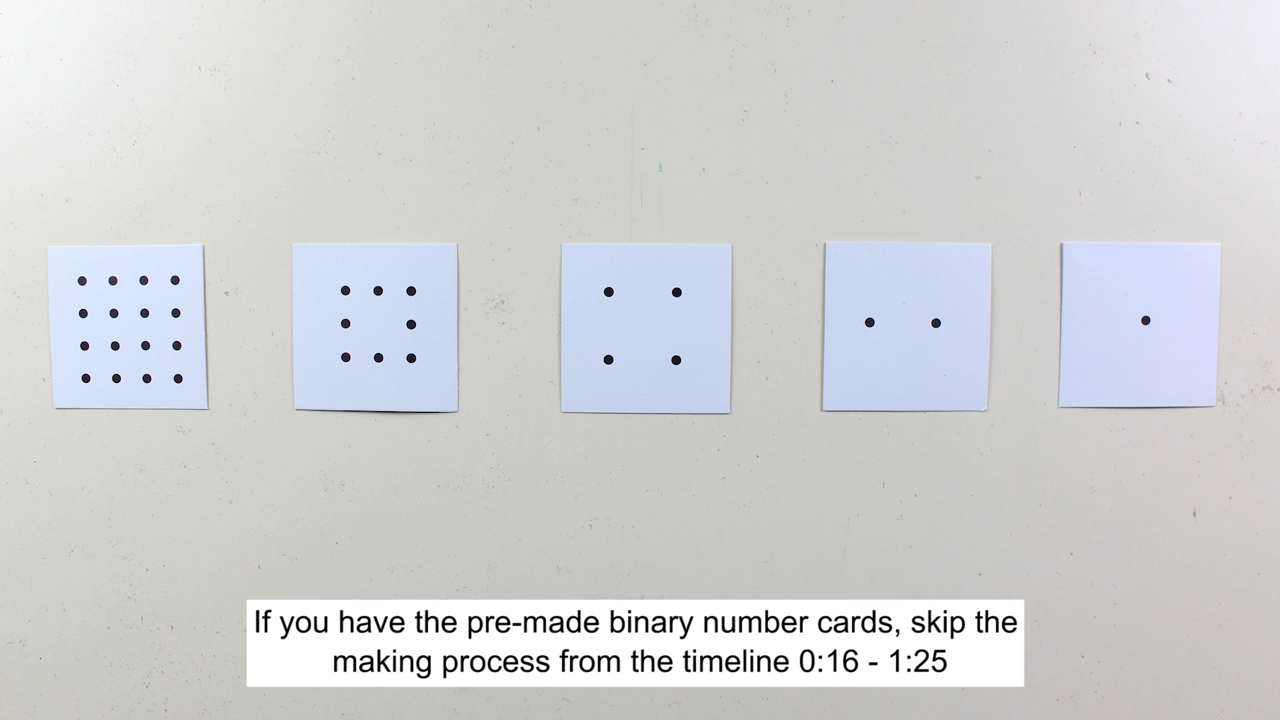 If you have the pre-made binary number cards, skip the
making process from the timeline 0:16 - 1:25